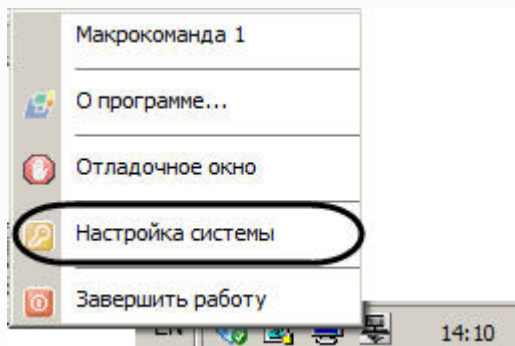 Макрокоманда 1
О программе...
Отладочное окно
Настройка системы
Завершить работу
EN
14:10